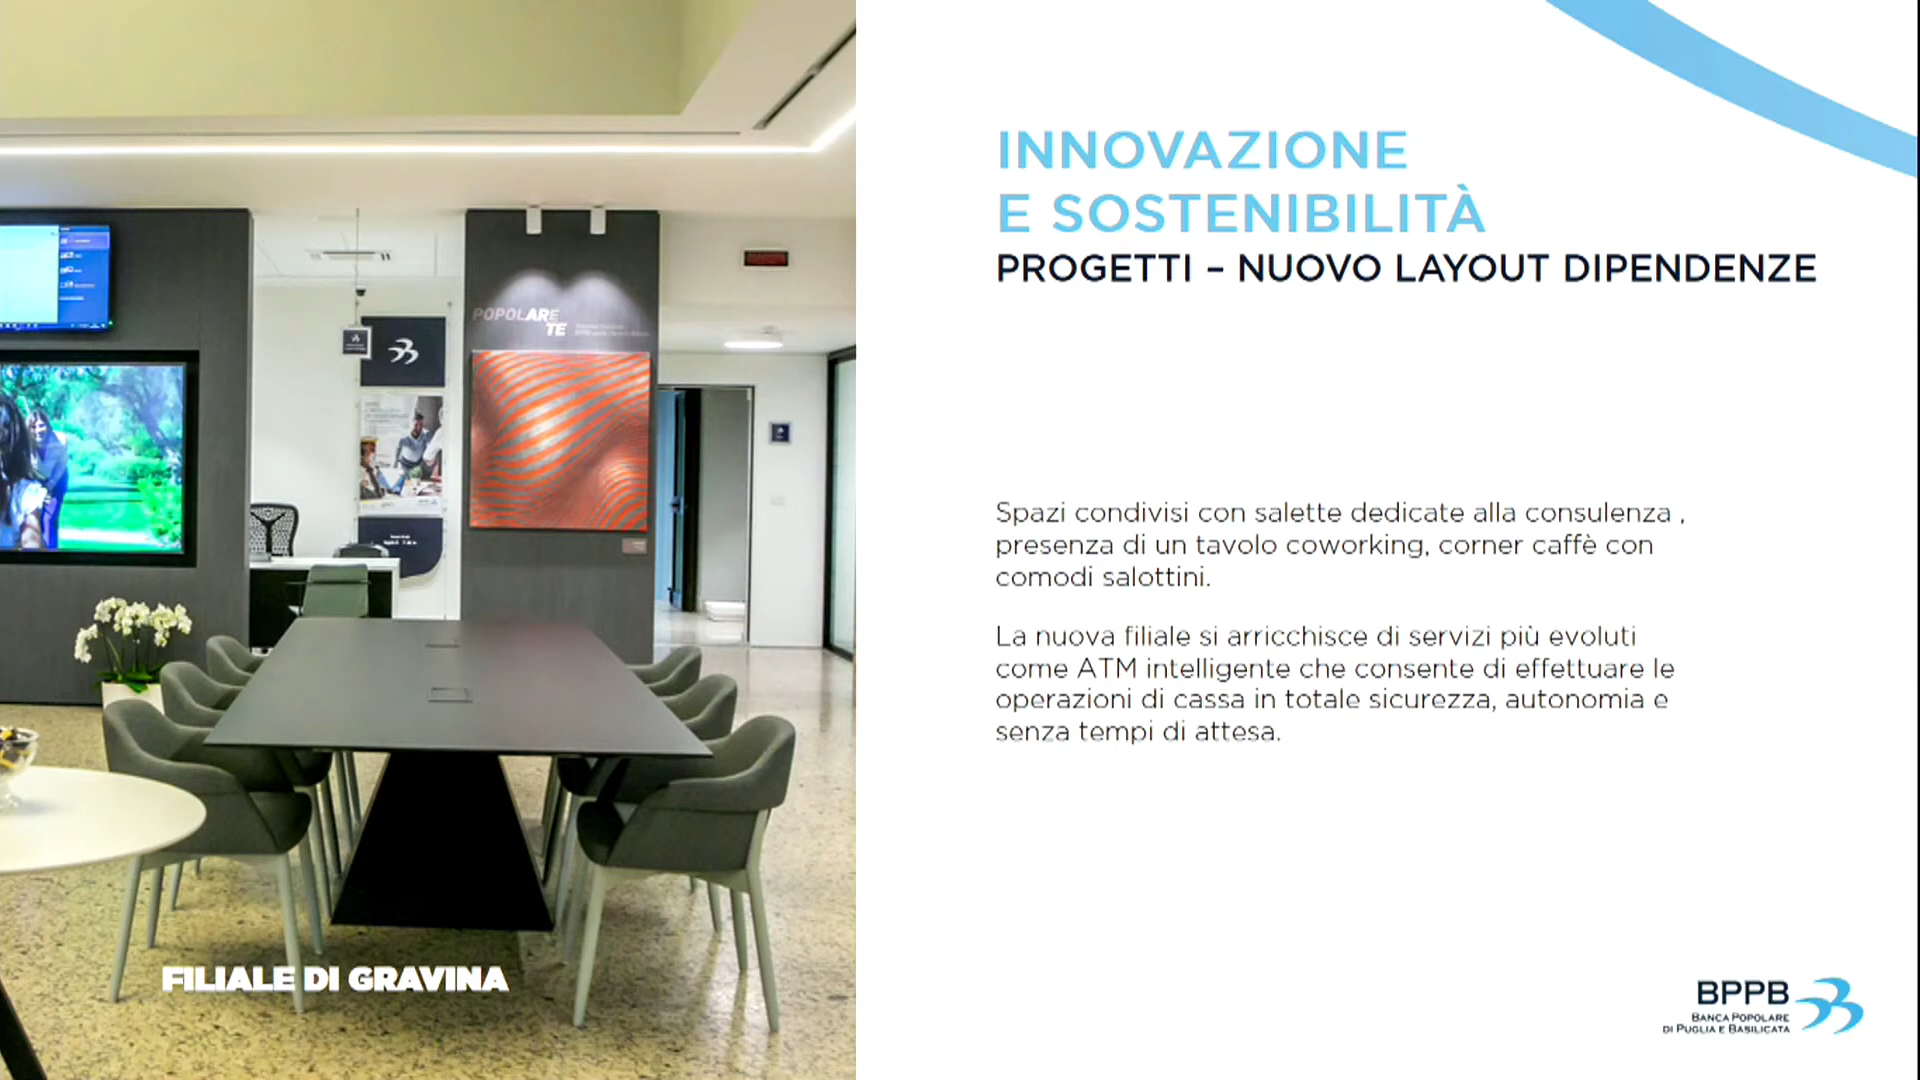 INNOVAZIONE
E SOSTENIBILITÀ
PROGETTI – NUOVO LAYOUT DIPENDENZE
Spazi condivisi con salette dedicate alla consulenza ,
presenza di un tavolo coworking, corner caffè con
comodi salottini.
La nuova filiale si arricchisce di servizi più evoluti
come ATM intelligente che consente di effettuare le
operazioni di cassa in totale sicurezza, autonomia e
senza tempi di attesa.
POPOLARE
TE
FILIALE DI GRAVINA
BPPB
BANCA POPOLARE
DI PUGLIA E BASILICATA